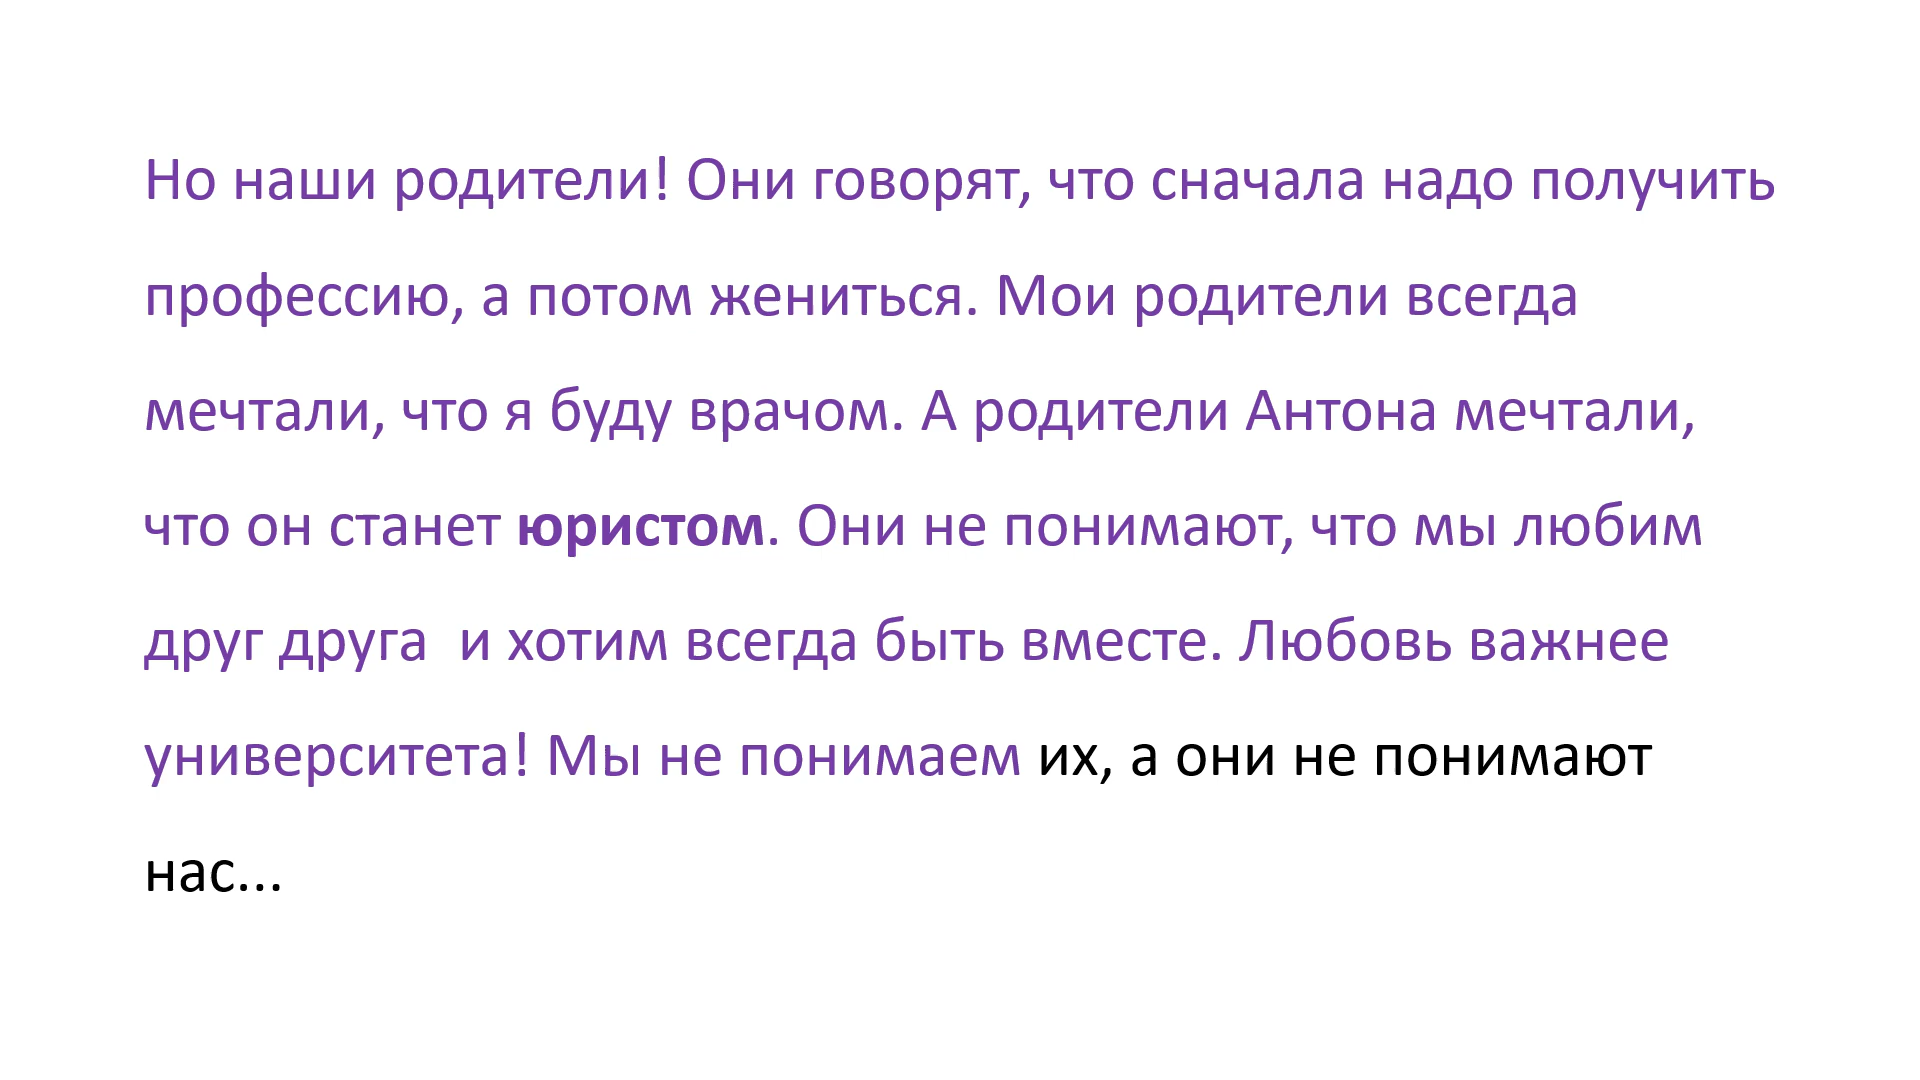 Но наши родители! Они говорят, что сначала надо получить
профессию, а потом жениться. Мои родители всегда
мечтали, что я буду врачом. А родители Антона мечтали,
что он станет юристом. Они не понимают, что мы любим
друг друга  и хотим всегда быть вместе. Любовь важнее
университета! Мы не понимаем их, а они не понимают
нас...